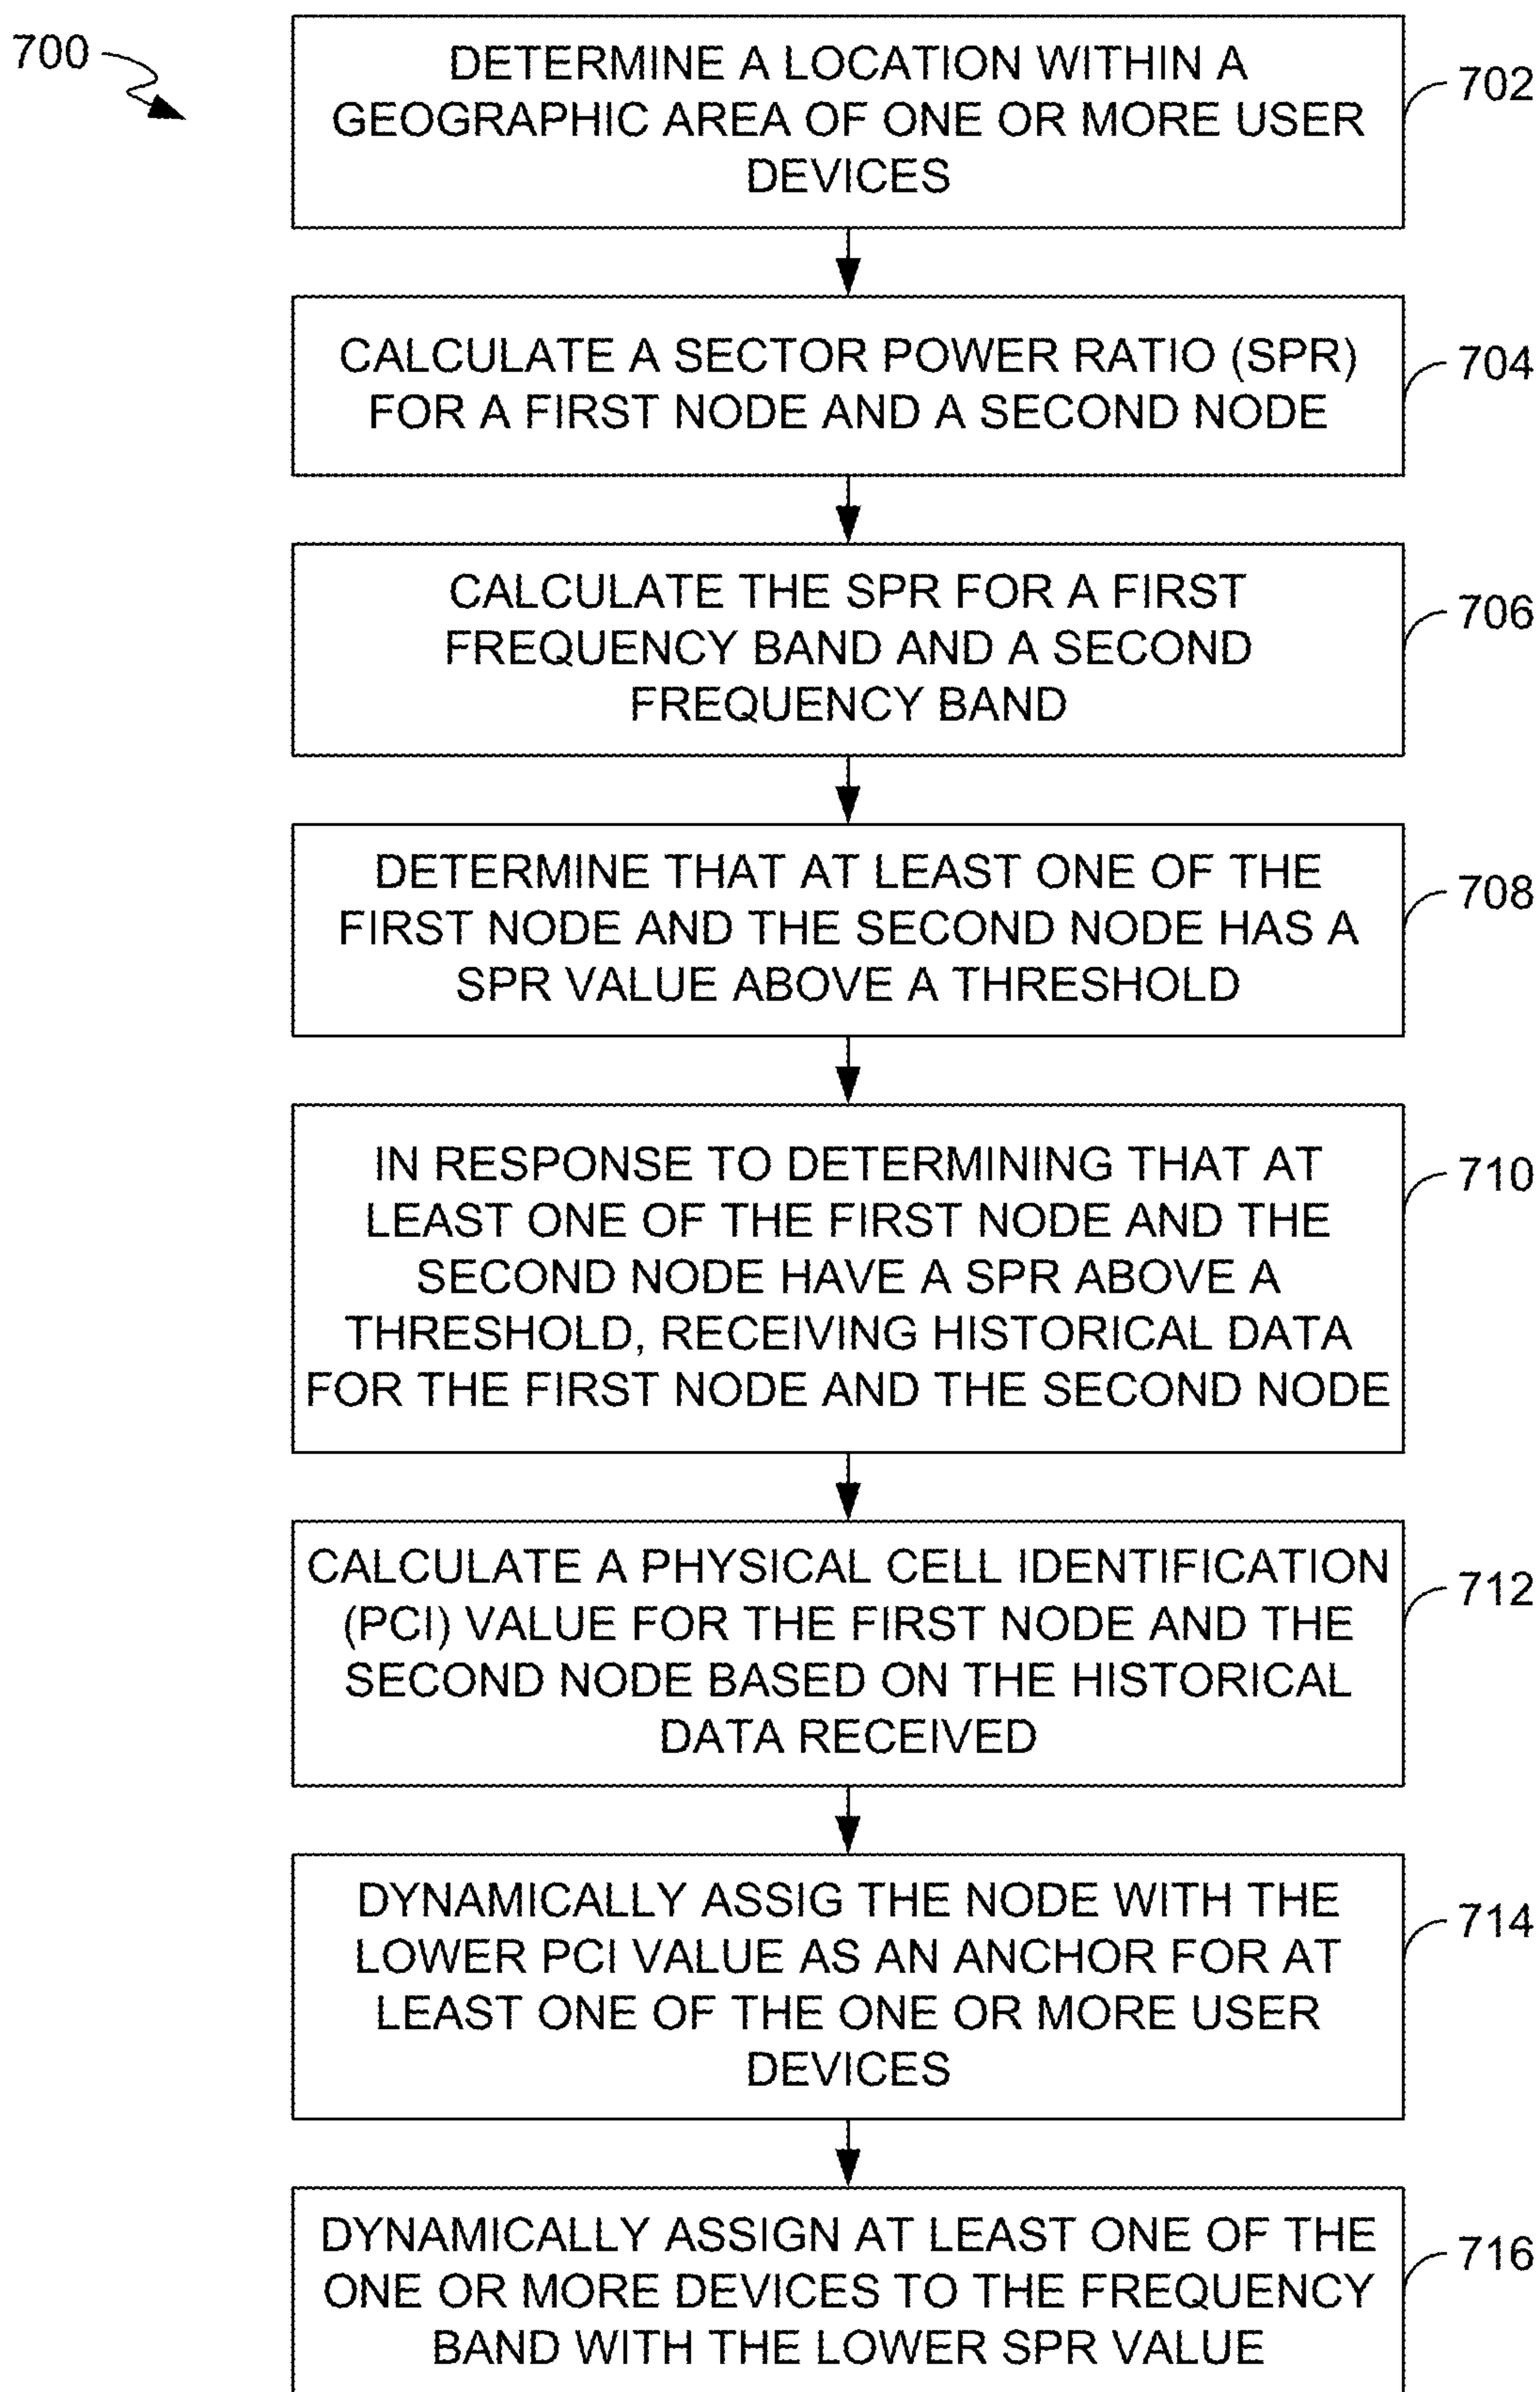 700
DETERMINE A LOCATION WITHIN A
GEOGRAPHIC AREA OF ONE OR MORE USER
DEVICES
702
CALCULATE A SECTOR POWER RATIO (SPR)
FOR A FIRST NODE AND A SECOND NODE
704
CALCULATE THE SPR FOR A FIRST
FREQUENCY BAND AND A SECOND
FREQUENCY BAND
706
DETERMINE THAT AT LEAST ONE OF THE
FIRST NODE AND THE SECOND NODE HAS A
SPR VALUE ABOVE A THRESHOLD
708
IN RESPONSE TO DETERMINING THAT AT
LEAST ONE OF THE FIRST NODE AND THE
SECOND NODE HAVE A SPR ABOVE A
THRESHOLD, RECEIVING HISTORICAL DATA
FOR THE FIRST NODE AND THE SECOND NODE
710
CALCULATE A PHYSICAL CELL IDENTIFICATION
(PCI) VALUE FOR THE FIRST NODE AND THE
SECOND NODE BASED ON THE HISTORICAL
DATA RECEIVED
712
DYNAMICALLY ASSIG THE NODE WITH THE
LOWER PCI VALUE AS AN ANCHOR FOR AT
LEAST ONE OF THE ONE OR MORE USER
DEVICES
714
DYNAMICALLY ASSIGN AT LEAST ONE OF THE
ONE OR MORE DEVICES TO THE FREQUENCY
BAND WITH THE LOWER SPR VALUE
716